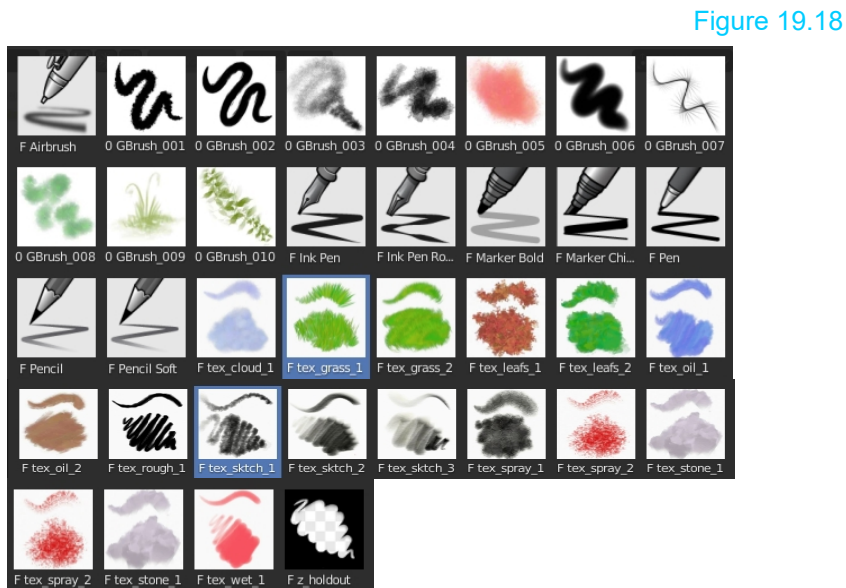 Figure 19.18
F Airbrush 0 GBrush_001 0 GBrush_002 0 GBrush_003 0 GBrush_004 0 GBrush_005 0 GBrush_006 0 GBrush_007
0 GBrush_008 0 GBrush_009 0 GBrush_010 F Ink Pen F Ink Pen Ro... F Marker Bold F Marker Chi... F Pen
F Pencil F Pencil Soft F tex_cloud_1 F tex_grass_1 F tex_grass_2 F tex_leafs_1 F tex_leafs_2 F tex_oil_1
F tex_oil_2 F tex_rough_1 F tex_sktch_1 F tex_sktch_2 F tex_sktch_3 F tex_spray_1 F tex_spray_2 F tex_stone_1
F tex_spray_2 F tex_stone_1 F tex_wet_1 F z_holdout